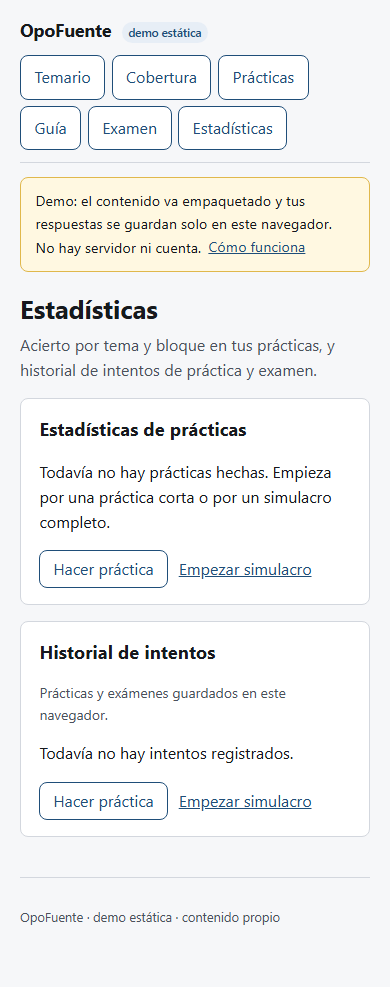 OpoFuente demo estática
Temario Cobertura Prácticas
Guía Examen Estadísticas
Demo: el contenido va empaquetado y tus
respuestas se guardan solo en este navegador.
No hay servidor ni cuenta. Cómo funciona
Estadísticas
Acierto por tema y bloque en tus prácticas, y
historial de intentos de práctica y examen.
Estadísticas de prácticas
Todavía no hay prácticas hechas. Empieza
por una práctica corta o por un simulacro
completo.
Hacer práctica Empezar simulacro
Historial de intentos
Prácticas y exámenes guardados en este
navegador.
Todavía no hay intentos registrados.
Hacer práctica Empezar simulacro
OpoFuente · demo estática · contenido propio